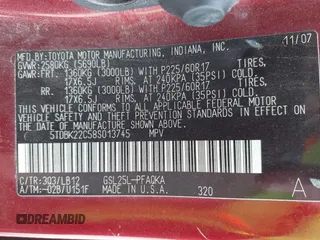 MFD. BY: TOYOTA MOTOR MANUFACTURING, INDIANA, INC.
11/07
GVWR: 2580KG (5690LB)
GAWR: FRT. 1360KG (3000LB) WITH P225/60R17 TIRES,
17X6.5J RIMS, AT 240KPA (35PSI) COLD
RR. 1360KG (3000LB) WITH P225/60R17 TIRES,
17X6.5J RIMS, AT 240KPA (35PSI) COLD
THIS VEHICLE CONFORMS TO ALL APPLICABLE FEDERAL
MOTOR VEHICLE SAFETY
STANDARDS IN EFFECT ON THE DATE OF
MANUFACTURE SHOWN ABOVE.
5TDBK22C58S013745 MPV
C/TR: 3Q3/LB12 GSL25L-PFAQKA
A/TM: -02B/U151F MADE IN U.S.A. 320
A
DREAMBID